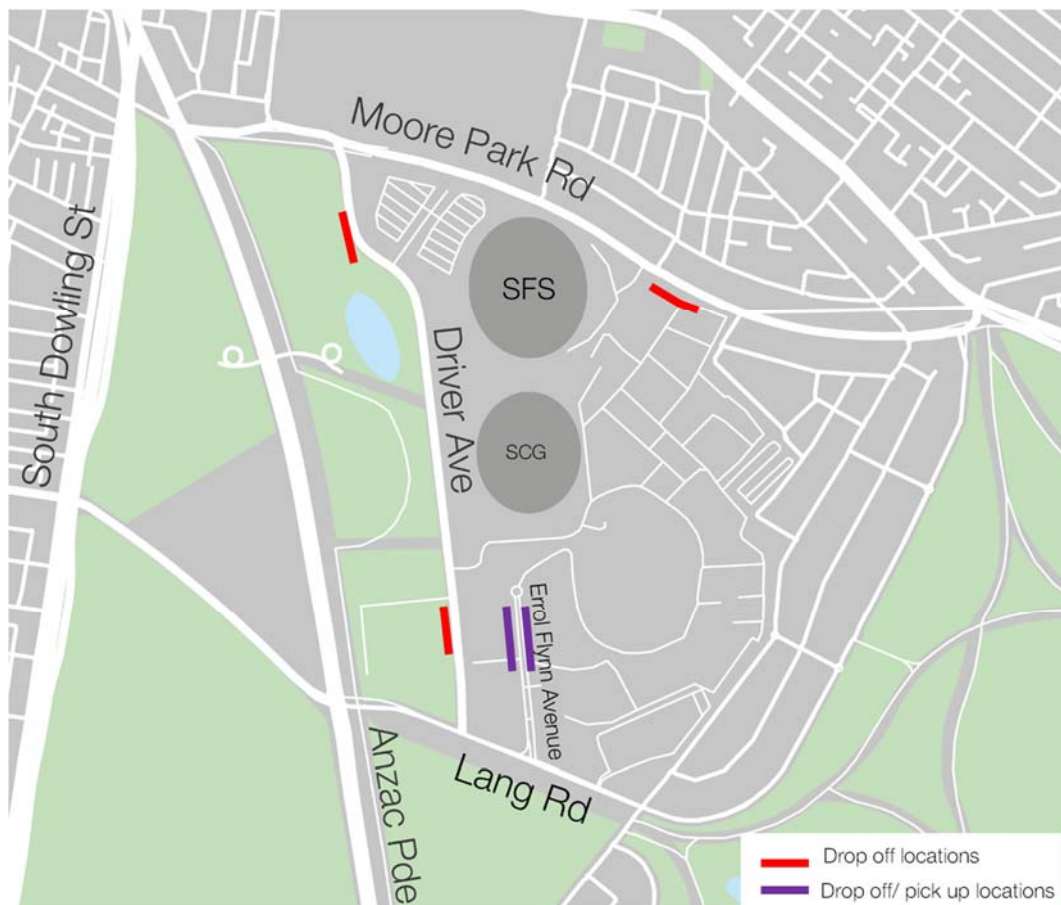 Moore Park Rd
South Dowling St
SFS
Driver Ave
SCG
Errol Flynn Avenue
Anzac Pde
Lang Rd
Drop off locations
Drop off/ pick up locations